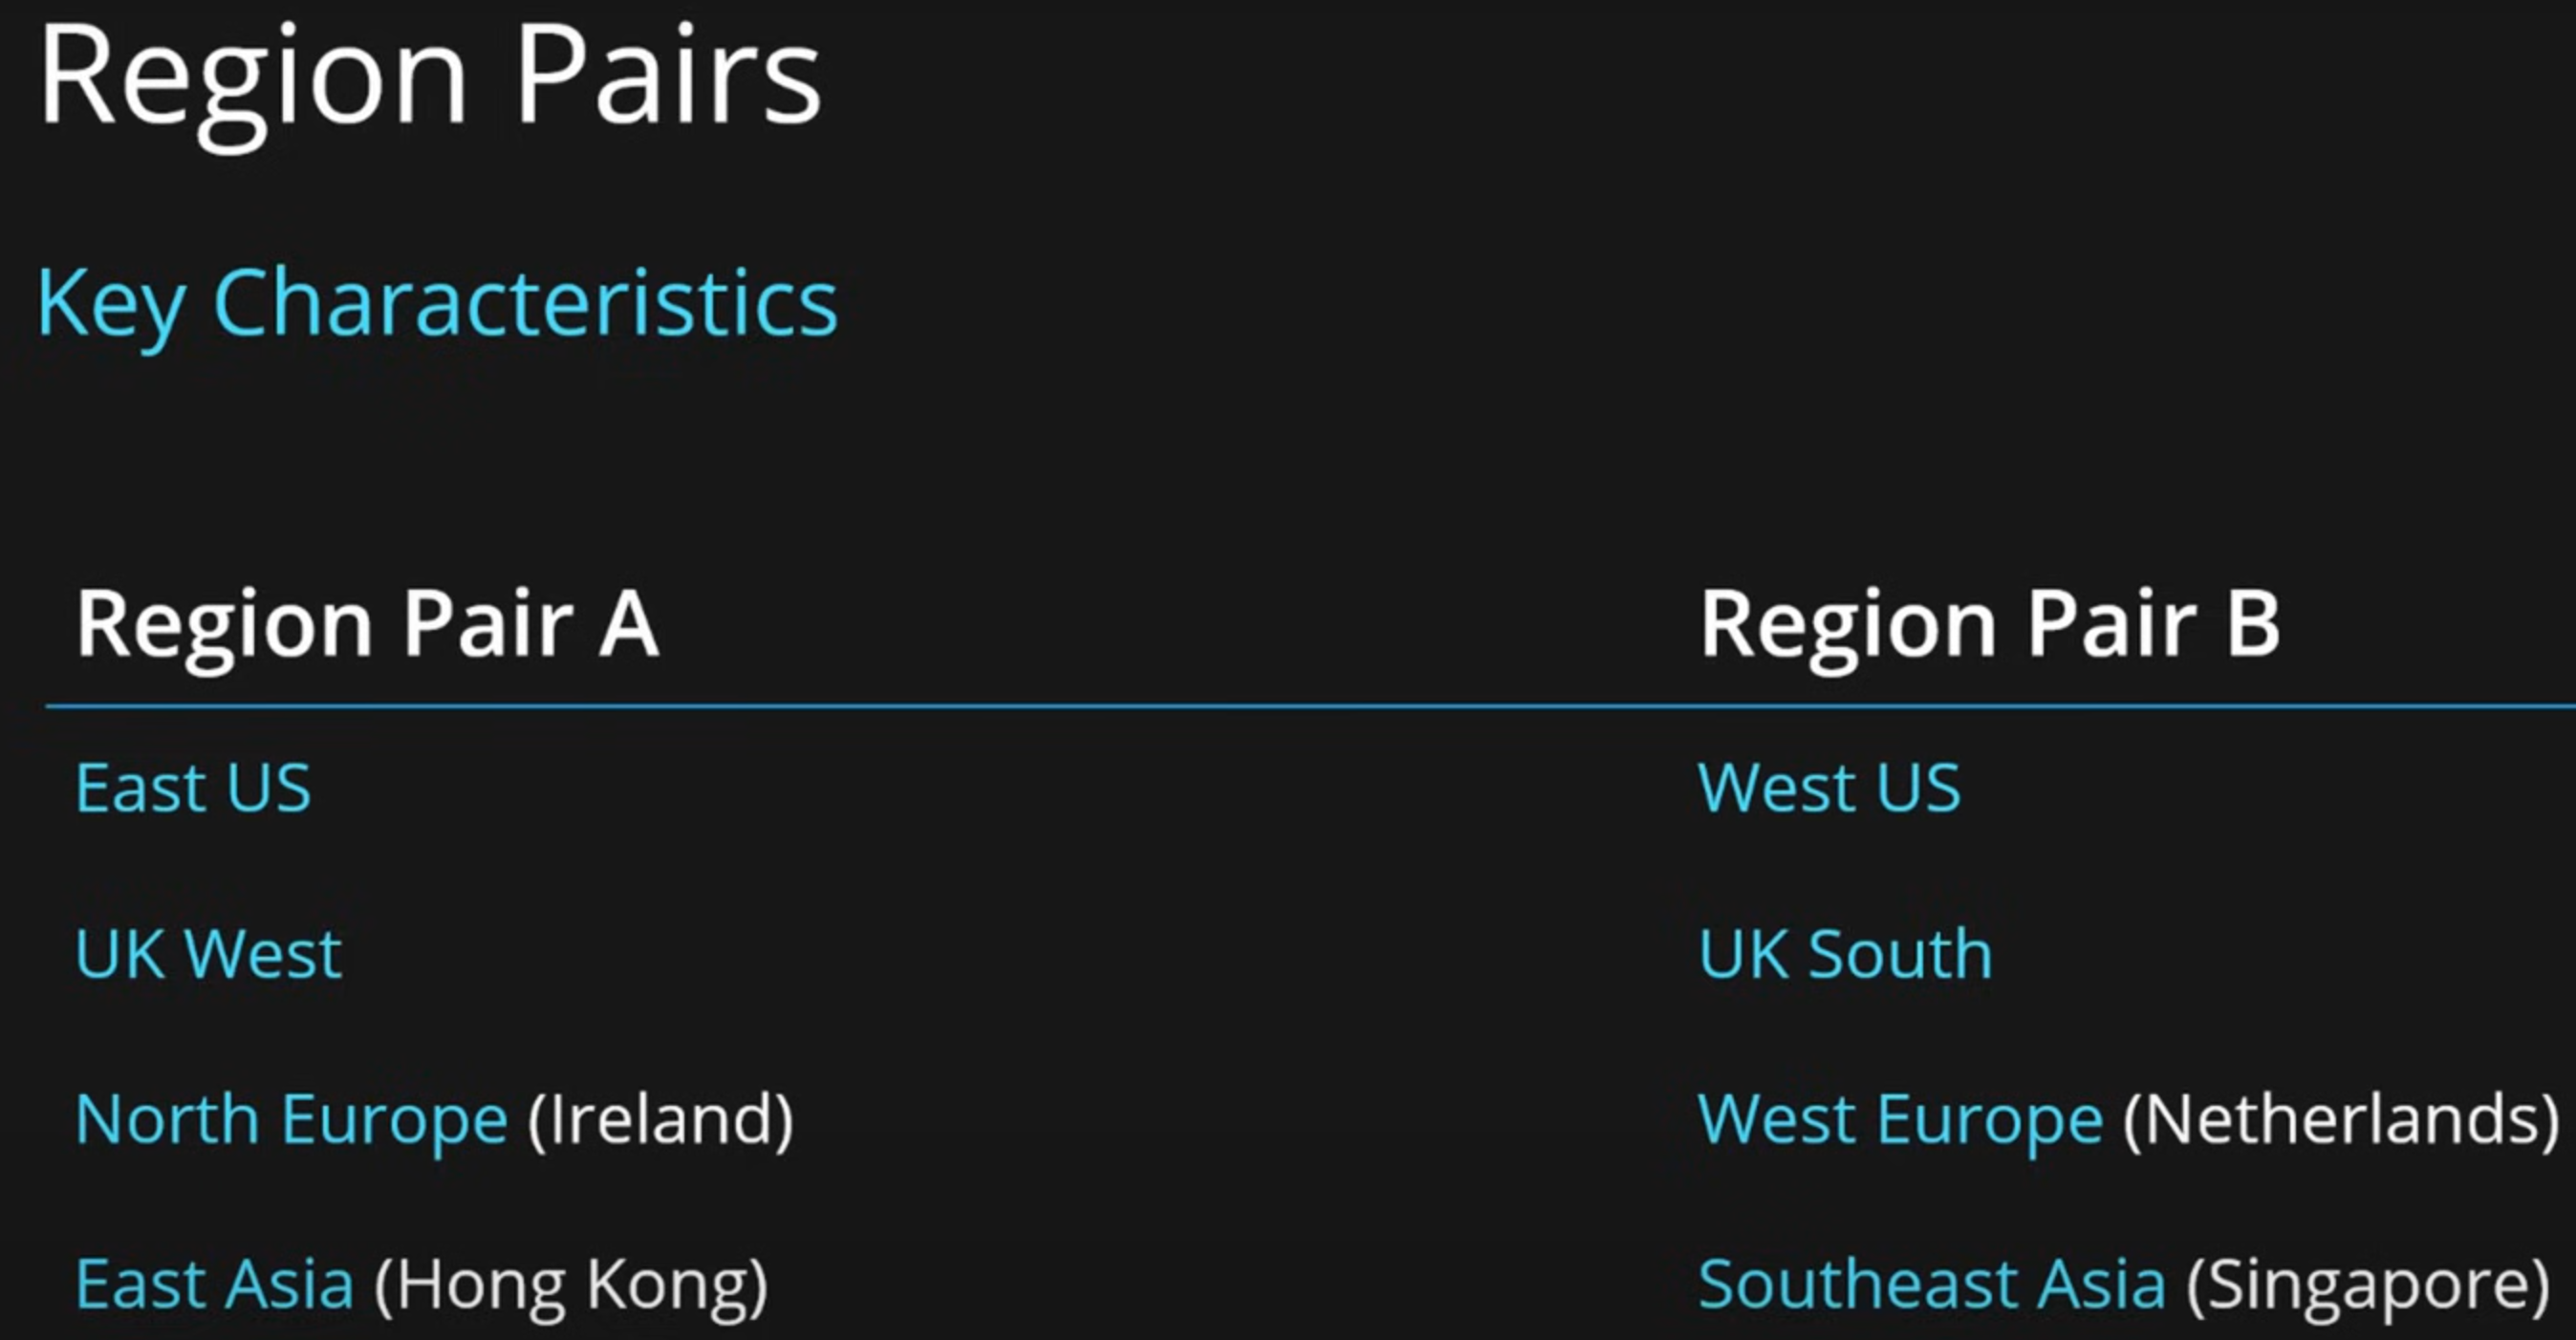 Region Pairs
Key Characteristics
Region Pair A Region Pair B
East US West US
UK West UK South
North Europe (Ireland) West Europe (Netherlands)
East Asia (Hong Kong) Southeast Asia (Singapore)